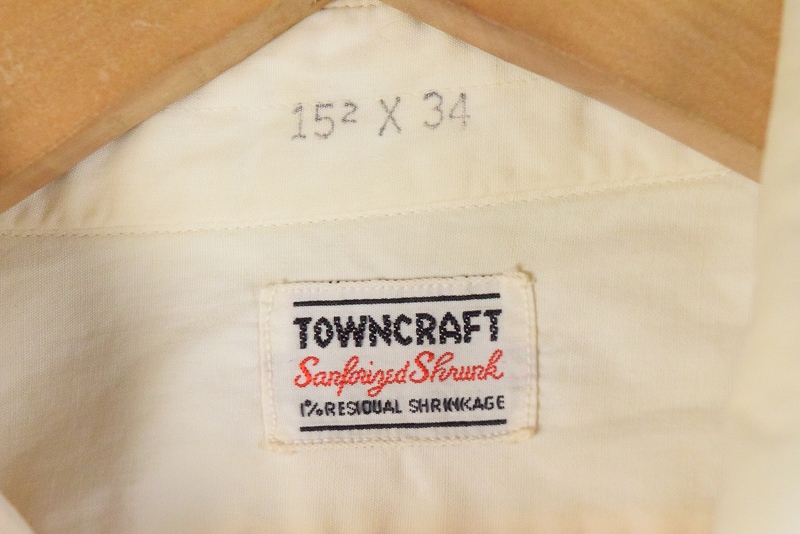 15² X 34
TOWNCRAFT
Sanforized Shrunk
1% RESIDUAL SHRINKAGE